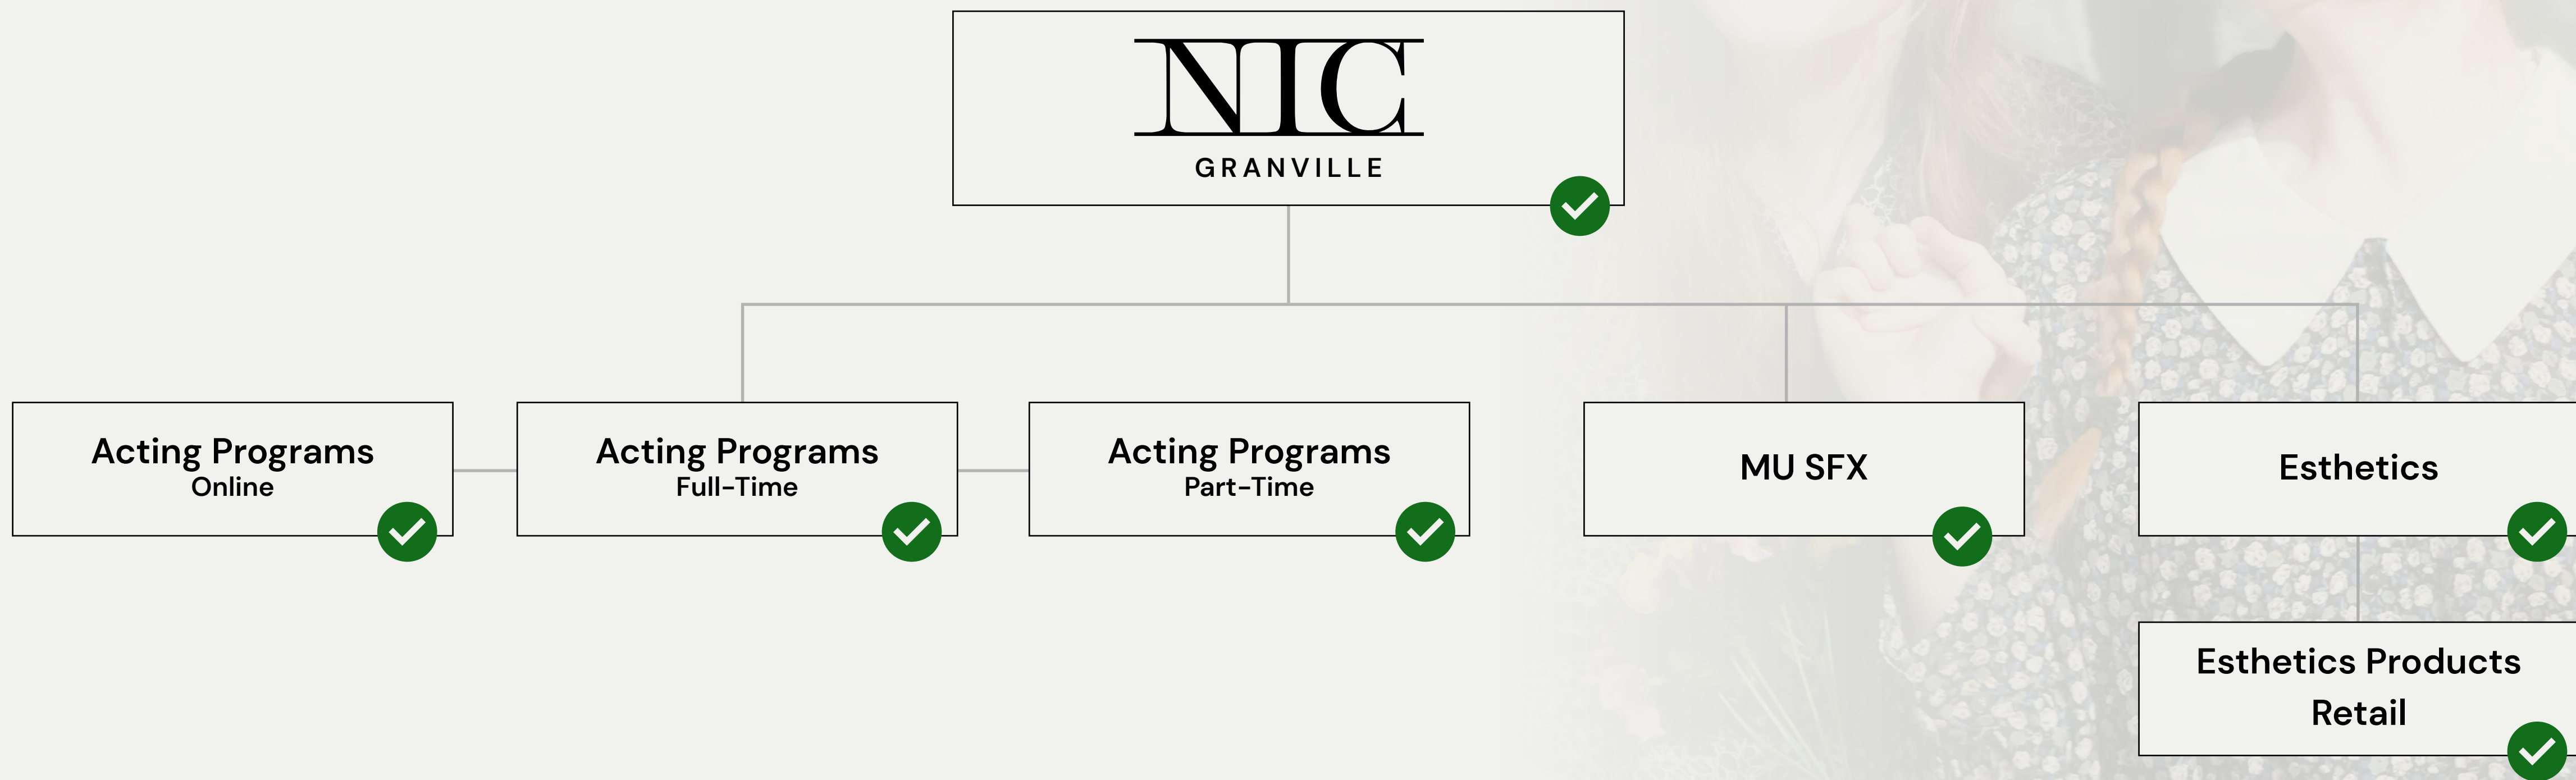 NIC
GRANVILLE
Acting Programs
Online
Acting Programs
Full-Time
Acting Programs
Part-Time
MU SFX
Esthetics
Esthetics Products
Retail